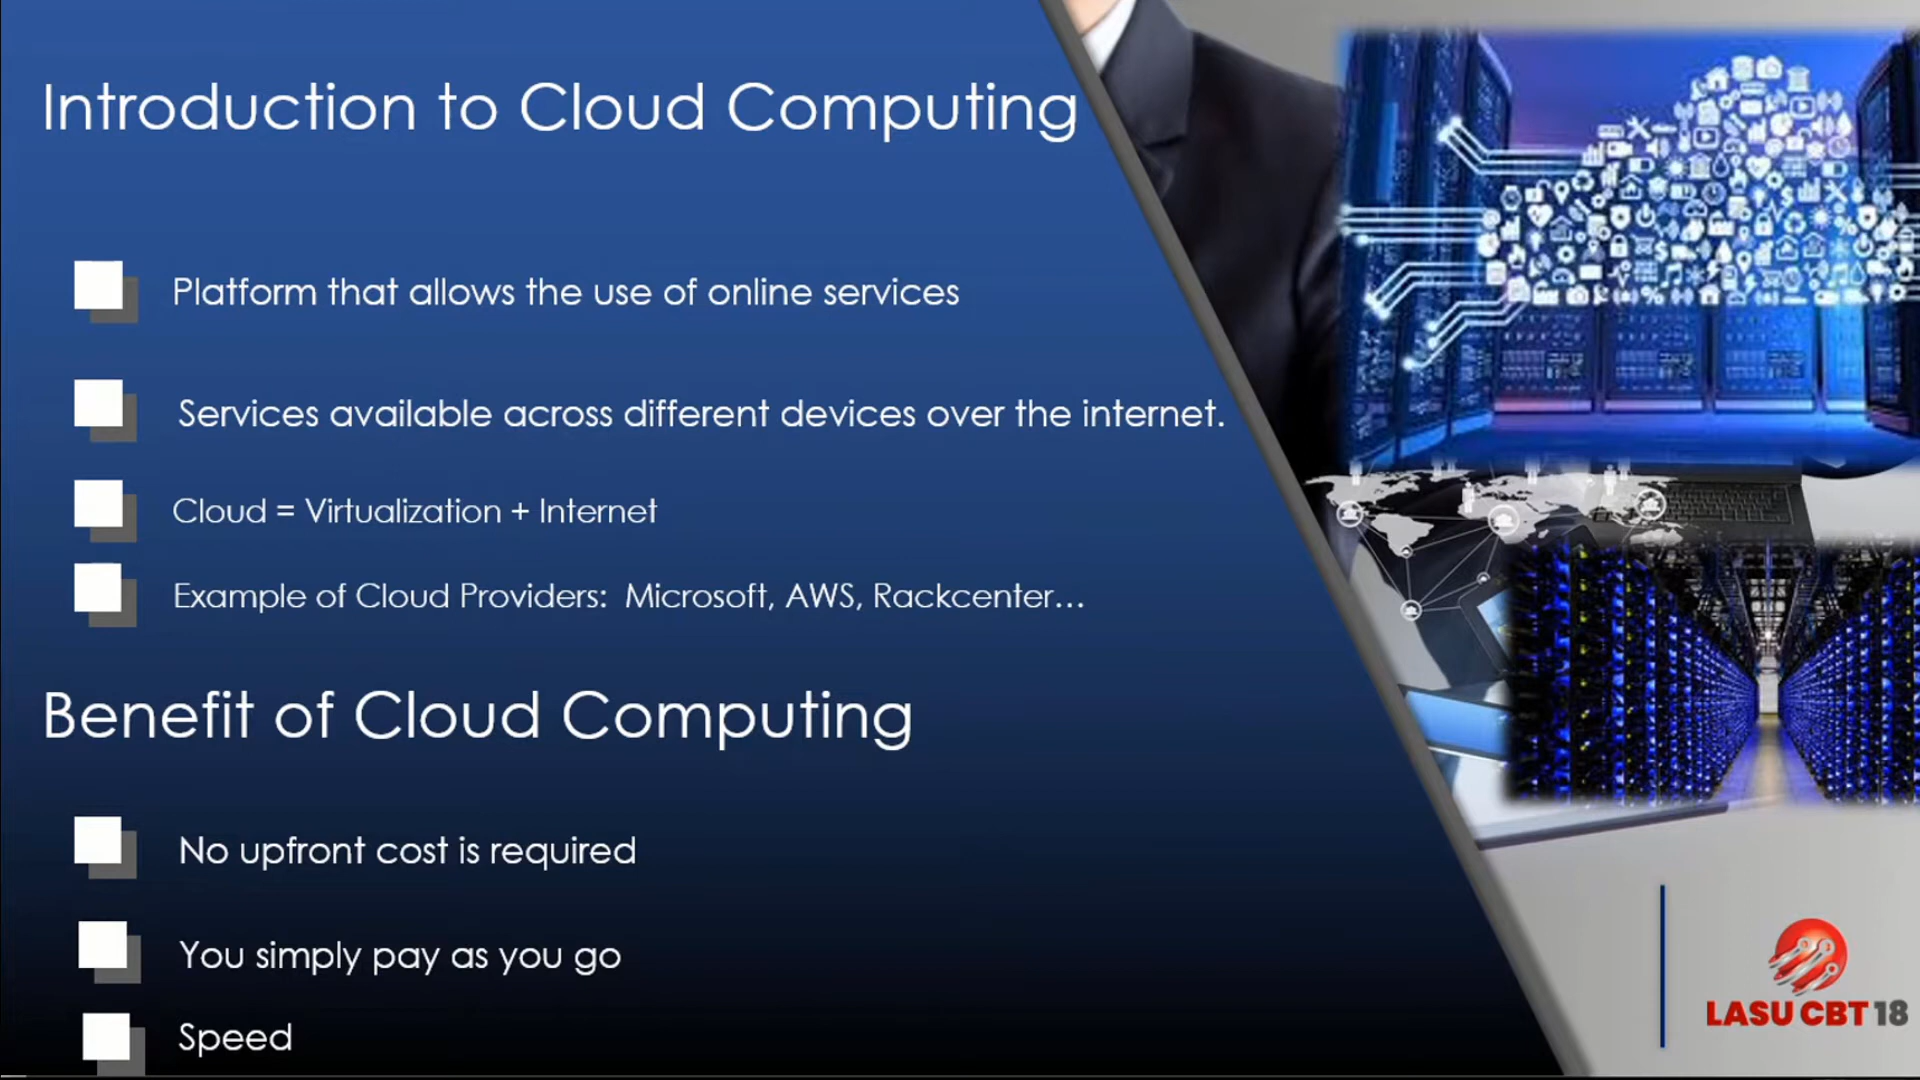 Introduction to Cloud Computing
Platform that allows the use of online services
Services available across different devices over the internet.
Cloud = Virtualization + Internet
Example of Cloud Providers:  Microsoft, AWS, Rackcenter...
Benefit of Cloud Computing
No upfront cost is required
You simply pay as you go
Speed
LASU CBT 18